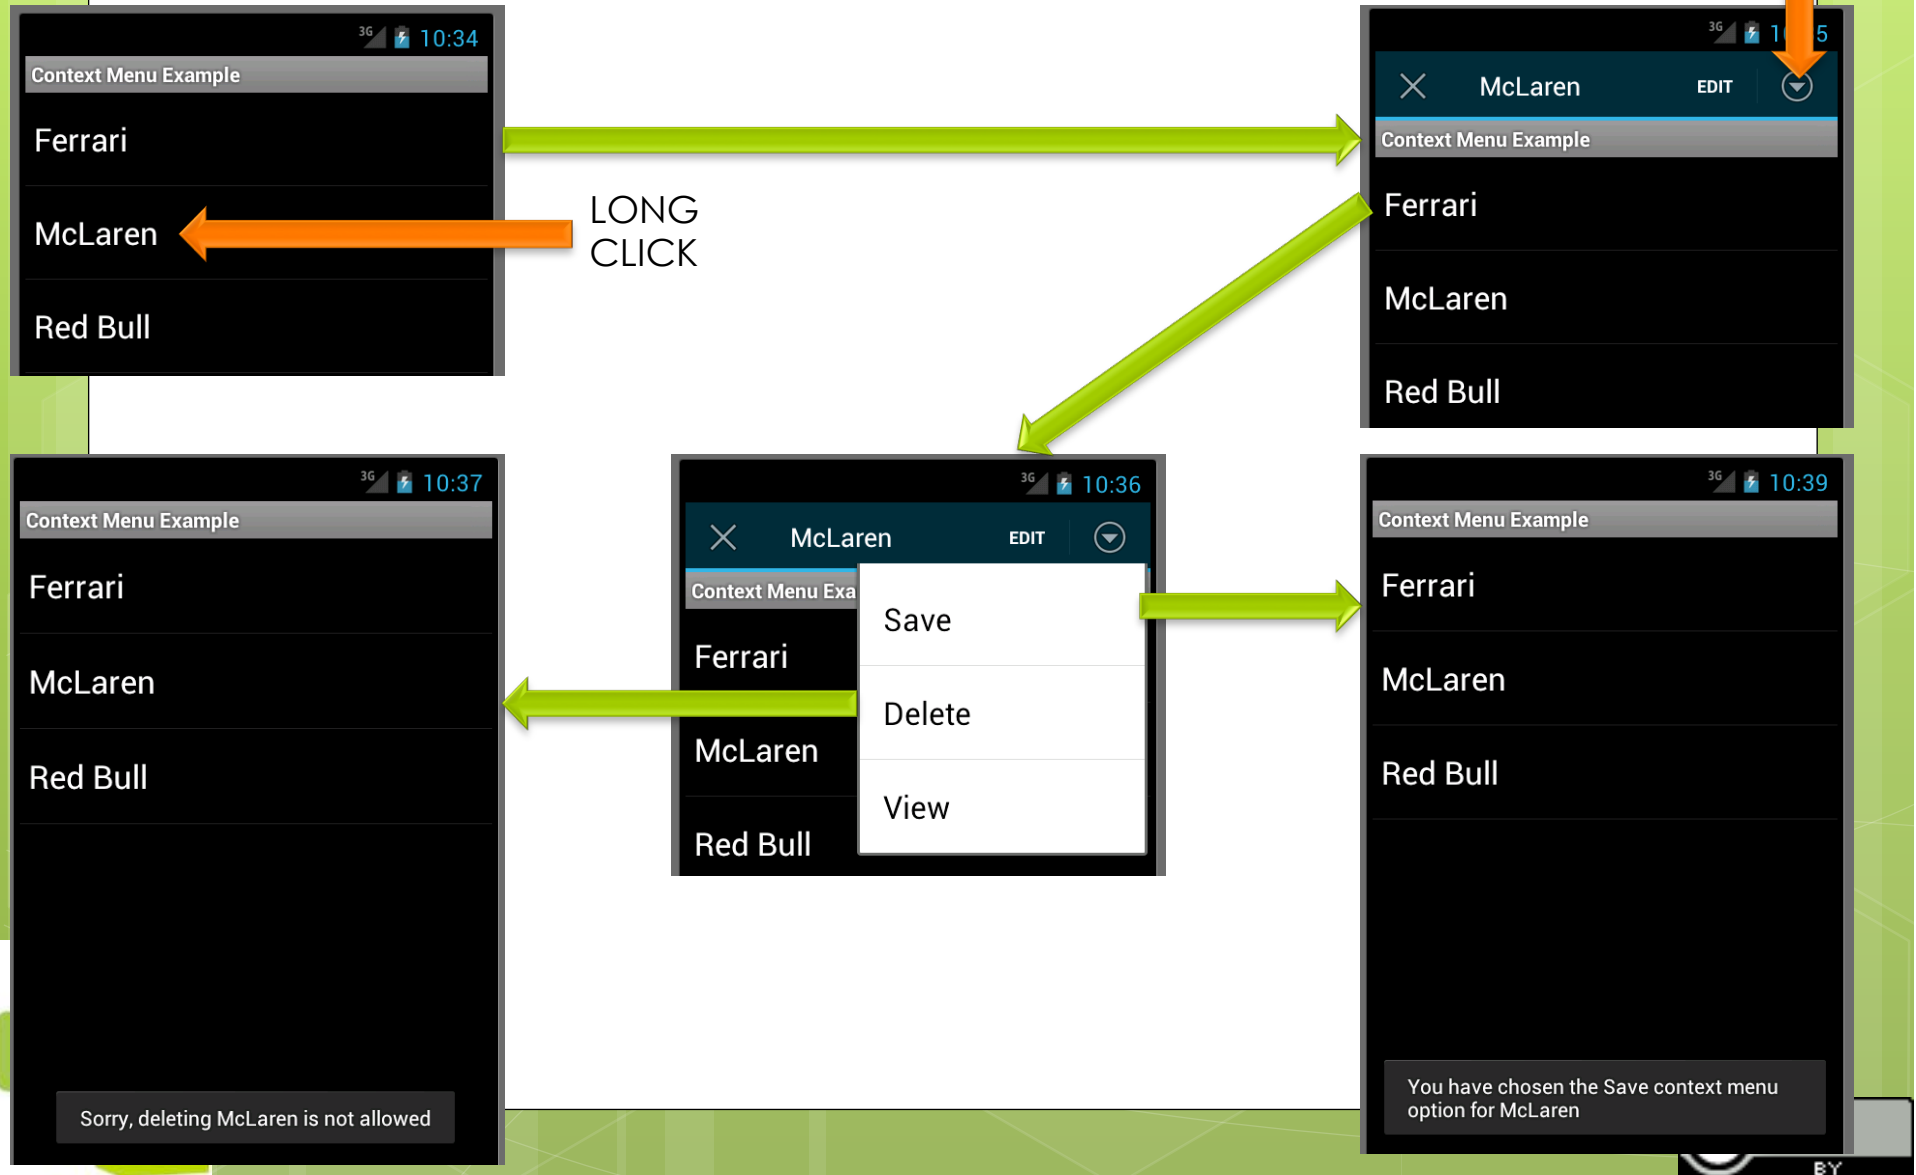 3G 10:34
Context Menu Example
Ferrari
McLaren
Red Bull
LONG
CLICK
3G
McLaren EDIT
Context Menu Example
Ferrari
McLaren
Red Bull
3G 10:37
Context Menu Example
Ferrari
McLaren
Red Bull
Sorry, deleting McLaren is not allowed
3G 10:36
McLaren EDIT
Context Menu Exa
Ferrari
McLaren
Red Bull
Save
Delete
View
3G 10:39
Context Menu Example
Ferrari
McLaren
Red Bull
You have chosen the Save context menu
option for McLaren
BY